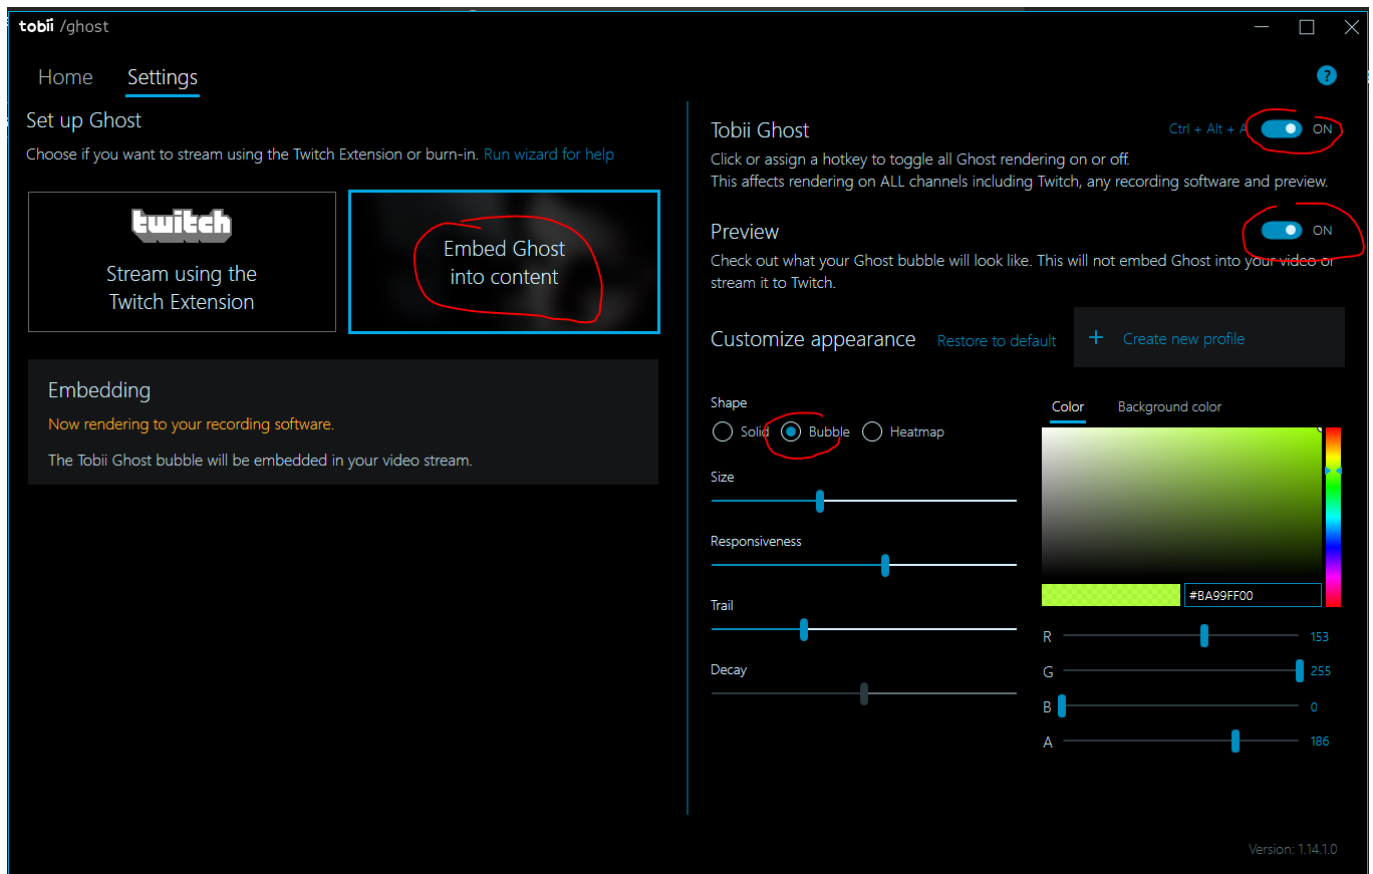 tobii /ghost
Home Settings
?
Set up Ghost
Choose if you want to stream using the Twitch Extension or burn-in. Run wizard for help
twitch
Stream using the
Twitch Extension
Embed Ghost
into content
Embedding
Now rendering to your recording software.
The Tobii Ghost bubble will be embedded in your video stream.
Tobii Ghost
Ctrl + Alt + A
ON
Click or assign a hotkey to toggle all Ghost rendering on or off.
This affects rendering on ALL channels including Twitch, any recording software and preview.
Preview
ON
Check out what your Ghost bubble will look like. This will not embed Ghost into your video or
stream it to Twitch.
Customize appearance Restore to default
+ Create new profile
Shape
Solid Bubble Heatmap
Size
Responsiveness
Trail
Decay
Color Background color
#BA99FF00
R 153
G 255
B 0
A 186
Version: 1.14.1.0